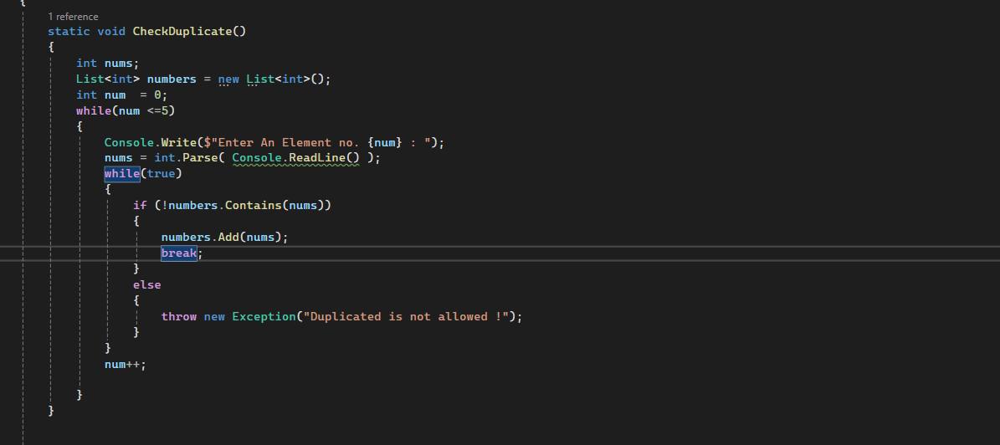 {
1 reference
static void CheckDuplicate()
{
int nums;
List<int> numbers = new List<int>();
int num  = 0;
while(num <=5)
{
Console.Write($"Enter An Element no. {num} : ");
nums = int.Parse( Console.ReadLine() );
while(true)
{
if (!numbers.Contains(nums))
{
numbers.Add(nums);
break;
}
else
{
throw new Exception("Duplicated is not allowed !");
}
}
num++;
}
}